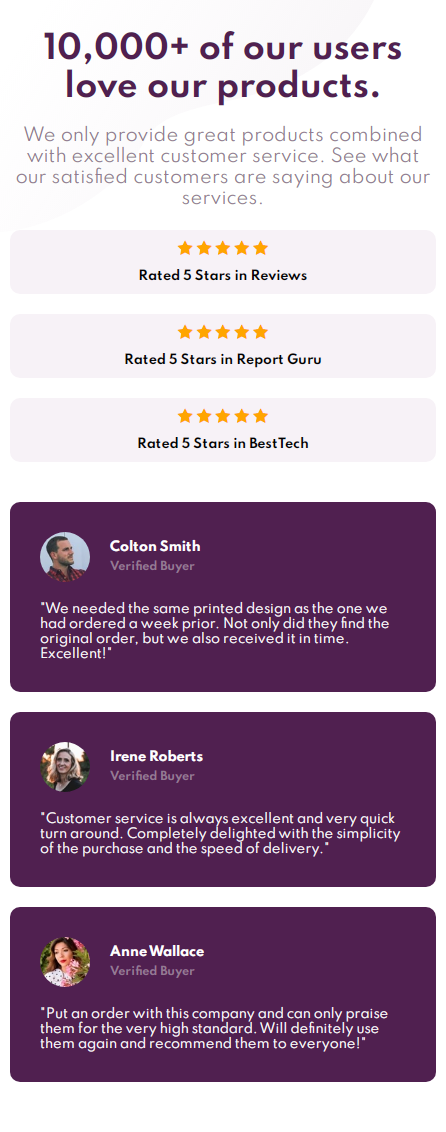 10,000+ of our users
love our products.
We only provide great products combined
with excellent customer service. See what
our satisfied customers are saying about our
services.
Rated 5 Stars in Reviews
Rated 5 Stars in Report Guru
Rated 5 Stars in BestTech
Colton Smith
Verified Buyer
"We needed the same printed design as the one we
had ordered a week prior. Not only did they find the
original order, but we also received it in time.
Excellent!"
Irene Roberts
Verified Buyer
"Customer service is always excellent and very quick
turn around. Completely delighted with the simplicity
of the purchase and the speed of delivery."
Anne Wallace
Verified Buyer
"Put an order with this company and can only praise
them for the very high standard. Will definitely use
them again and recommend them to everyone!"